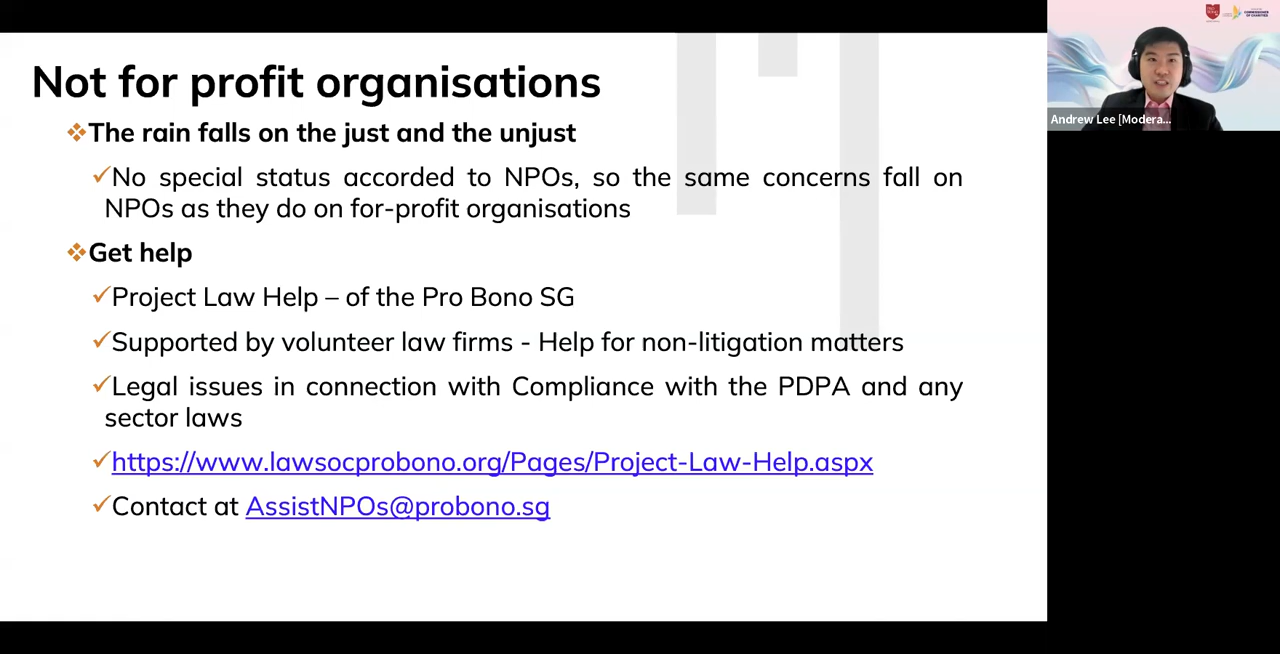 Not for profit organisations
❖The rain falls on the just and the unjust
✓No special status accorded to NPOs, so the same concerns fall on
NPOs as they do on for-profit organisations
❖Get help
✓Project Law Help – of the Pro Bono SG
✓Supported by volunteer law firms - Help for non-litigation matters
✓Legal issues in connection with Compliance with the PDPA and any
sector laws
✓https://www.lawsocprobono.org/Pages/Project-Law-Help.aspx
✓Contact at AssistNPOs@probono.sg
Andrew Lee [Modera...